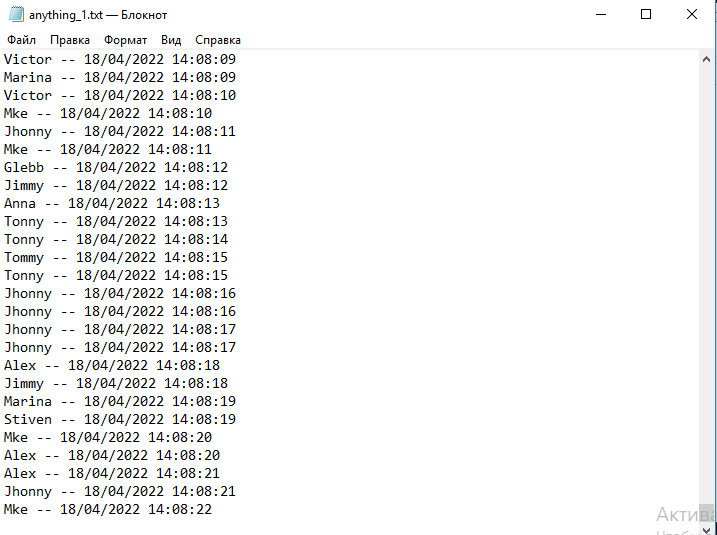 anything_1.txt — Блокнот
Файл Правка Формат Вид Справка
Victor -- 18/04/2022 14:08:09
Marina -- 18/04/2022 14:08:09
Victor -- 18/04/2022 14:08:10
Mke -- 18/04/2022 14:08:10
Jhonny -- 18/04/2022 14:08:11
Mke -- 18/04/2022 14:08:11
Glebb -- 18/04/2022 14:08:12
Jimmy -- 18/04/2022 14:08:12
Anna -- 18/04/2022 14:08:13
Tonny -- 18/04/2022 14:08:13
Tonny -- 18/04/2022 14:08:14
Tommy -- 18/04/2022 14:08:15
Tonny -- 18/04/2022 14:08:15
Jhonny -- 18/04/2022 14:08:16
Jhonny -- 18/04/2022 14:08:16
Jhonny -- 18/04/2022 14:08:17
Jhonny -- 18/04/2022 14:08:17
Alex -- 18/04/2022 14:08:18
Jimmy -- 18/04/2022 14:08:18
Marina -- 18/04/2022 14:08:19
Stiven -- 18/04/2022 14:08:19
Mke -- 18/04/2022 14:08:20
Alex -- 18/04/2022 14:08:20
Alex -- 18/04/2022 14:08:21
Jhonny -- 18/04/2022 14:08:21
Mke -- 18/04/2022 14:08:22
Актива